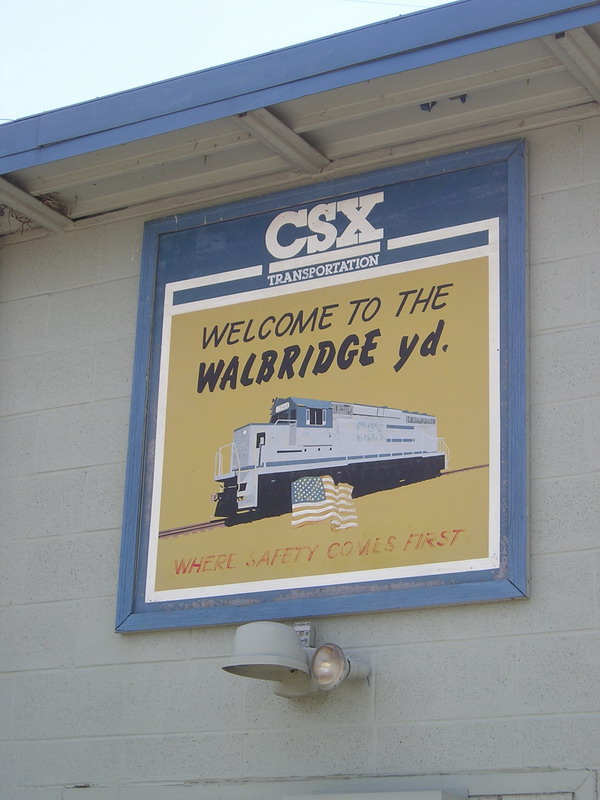 CSX
TRANSPORTATION
WELCOME TO THE
WALBRIDGE yd.
WHERE SAFETY COMES FIRST